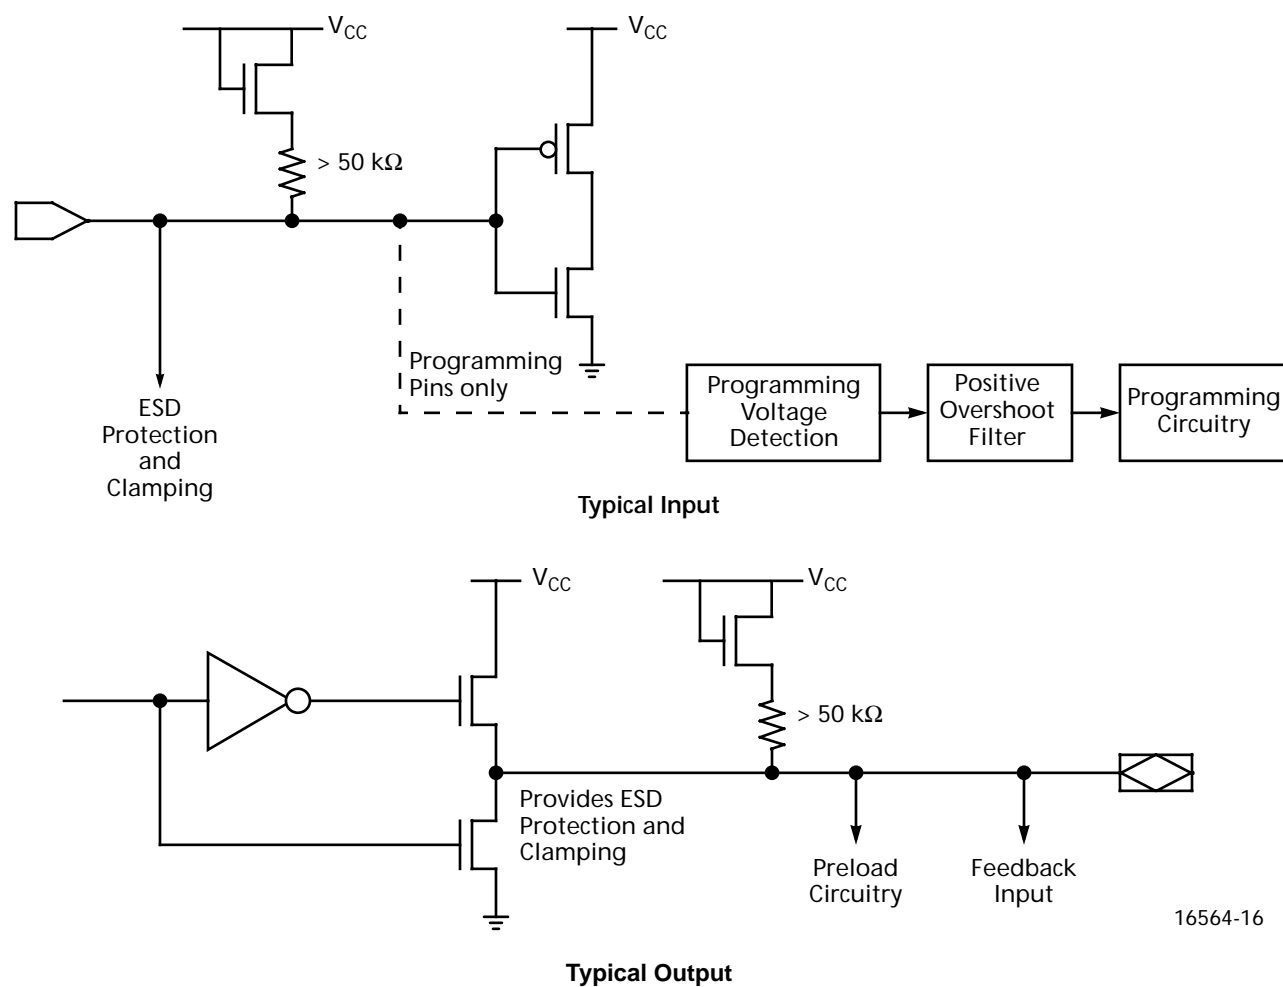 V_CC
V_CC
> 50 kΩ
Programming
Pins only
ESD
Protection
and
Clamping
Programming
Voltage
Detection
Positive
Overshoot
Filter
Programming
Circuitry
Typical Input
V_CC
V_CC
> 50 kΩ
Provides ESD
Protection and
Clamping
Preload
Circuitry
Feedback
Input
16564-16
Typical Output